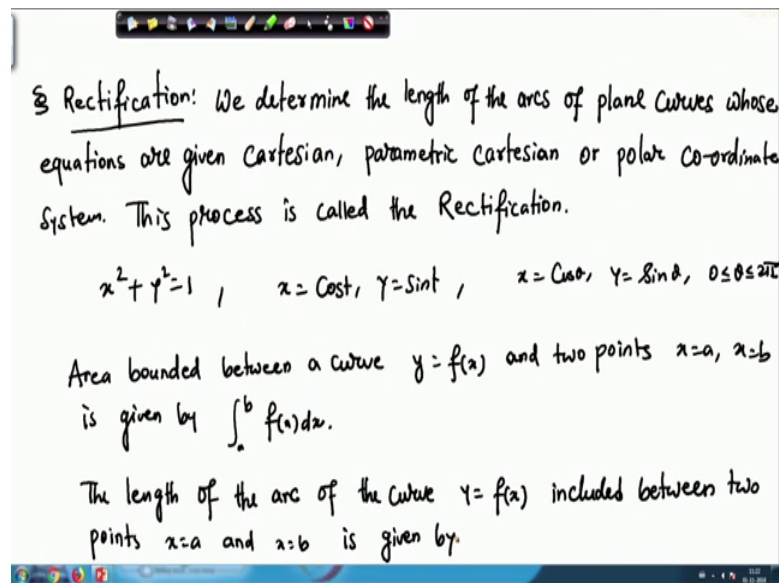 § Rectification: We determine the length of the arcs of plane curves whose
equations are given Cartesian, parametric cartesian or polar co-ordinate
System. This process is called the Rectification.
x² + y² = 1 , x = Cost, y = Sint , x = Cosθ, y = Sinθ, 0 ≤ θ ≤ 2π
Area bounded between a curve y = f(x) and two points x=a, x=b
is given by ∫_a^b f(x)dx.
The length of the arc of the curve y = f(x) included between two
points x=a and x=b is given by